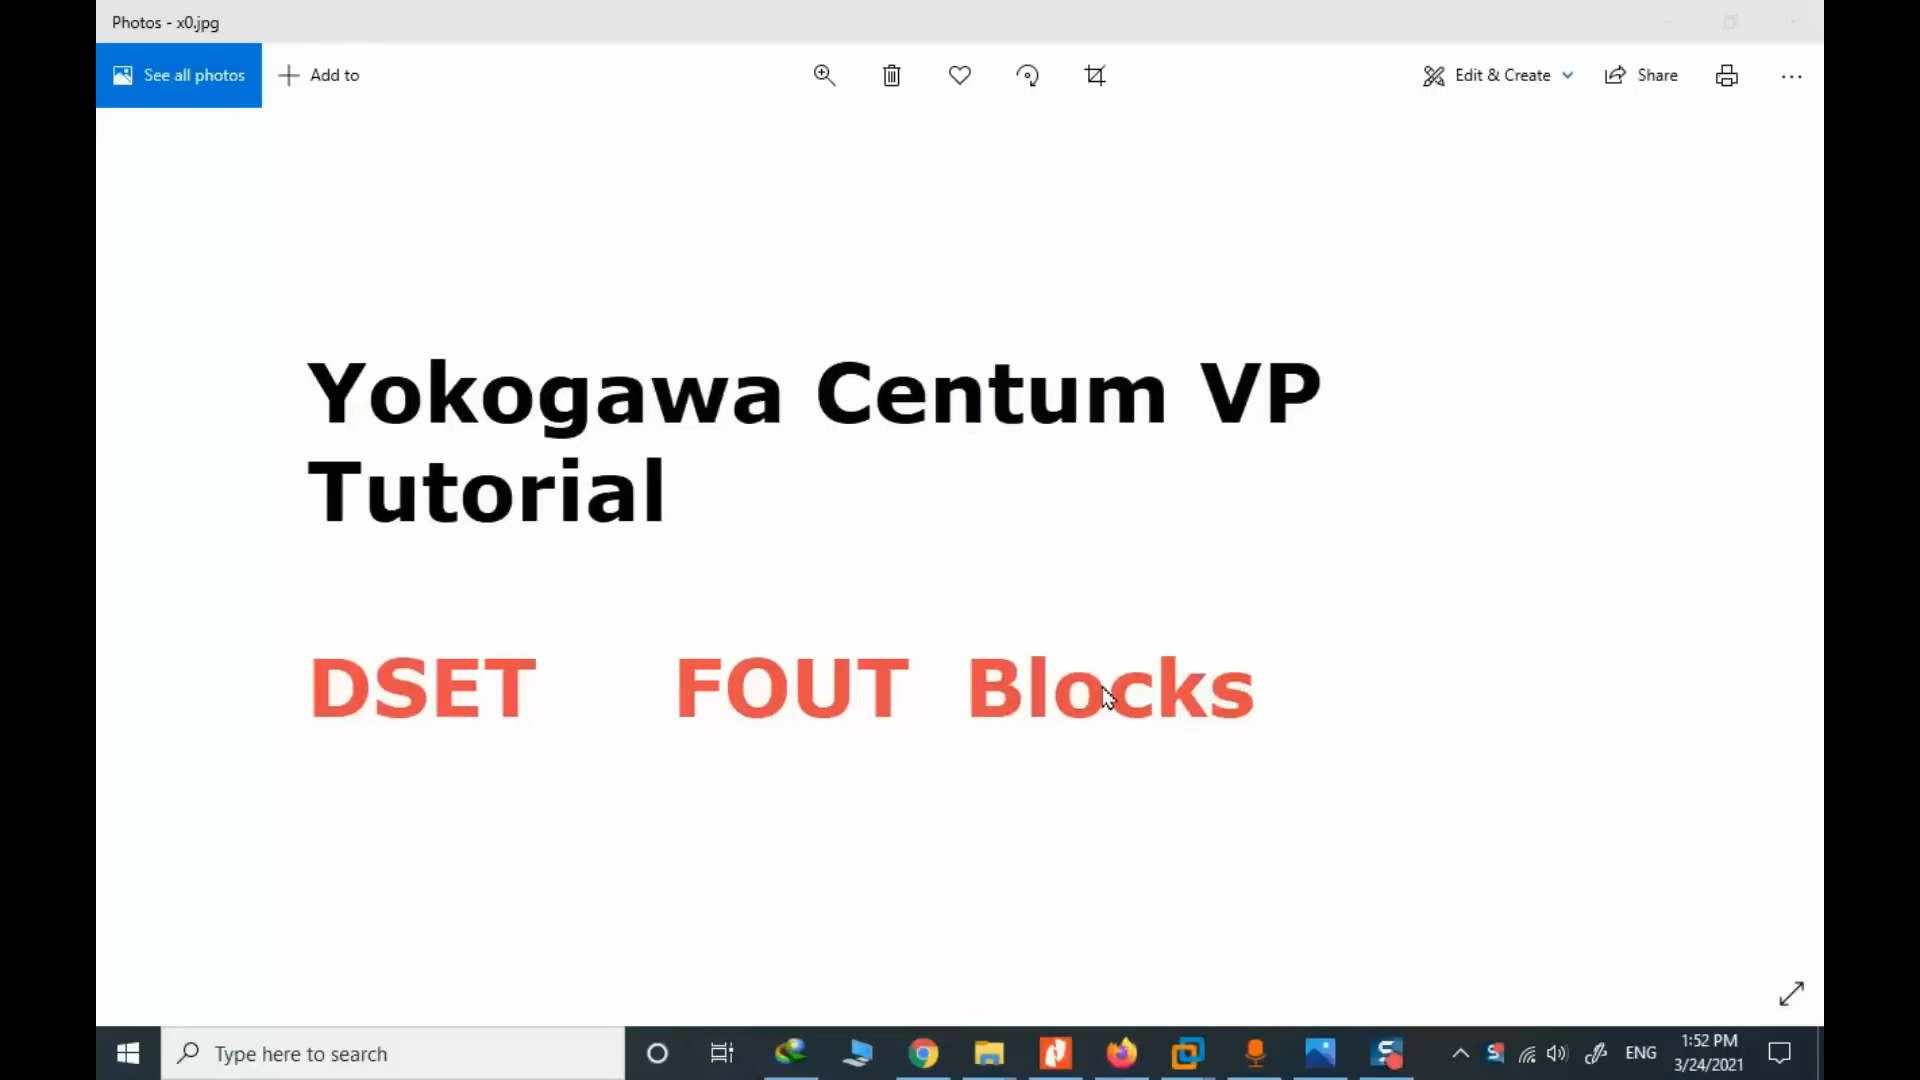 Photos - x0.jpg
See all photos
Add to
Edit & Create
Share
Yokogawa Centum VP
Tutorial
DSET FOUT Blocks
Type here to search
ENG
1:52 PM
3/24/2021